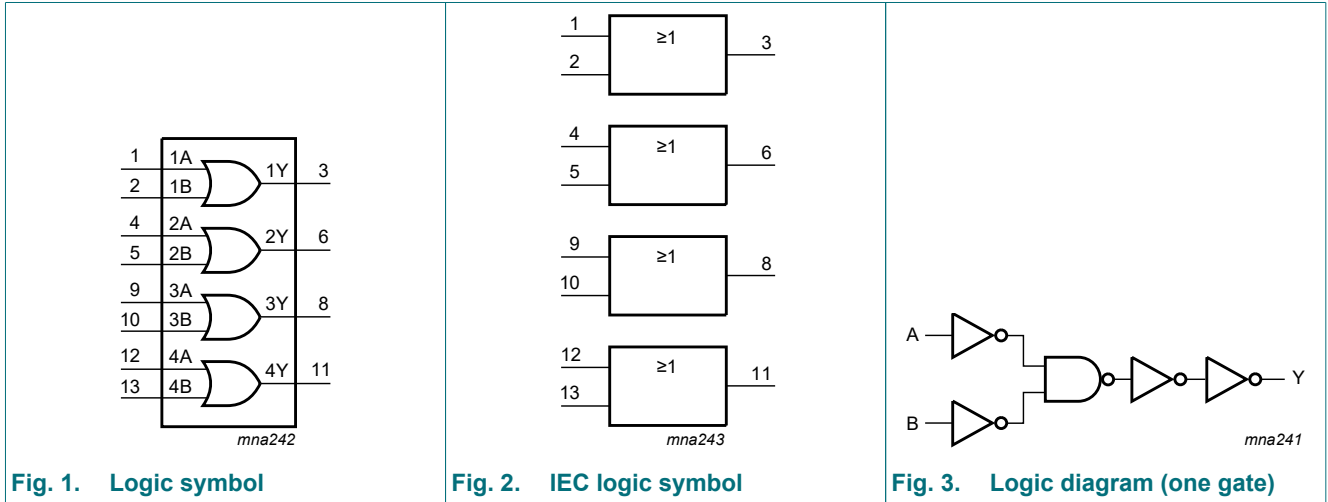 1 1A 1Y 3
2 1B
4 2A 2Y 6
5 2B
9 3A 3Y 8
10 3B
12 4A 4Y 11
13 4B
mna242
Fig. 1. Logic symbol
1 ≥1 3
2
4 ≥1 6
5
9 ≥1 8
10
12 ≥1 11
13
mna243
Fig. 2. IEC logic symbol
A
Y
B
mna241
Fig. 3. Logic diagram (one gate)